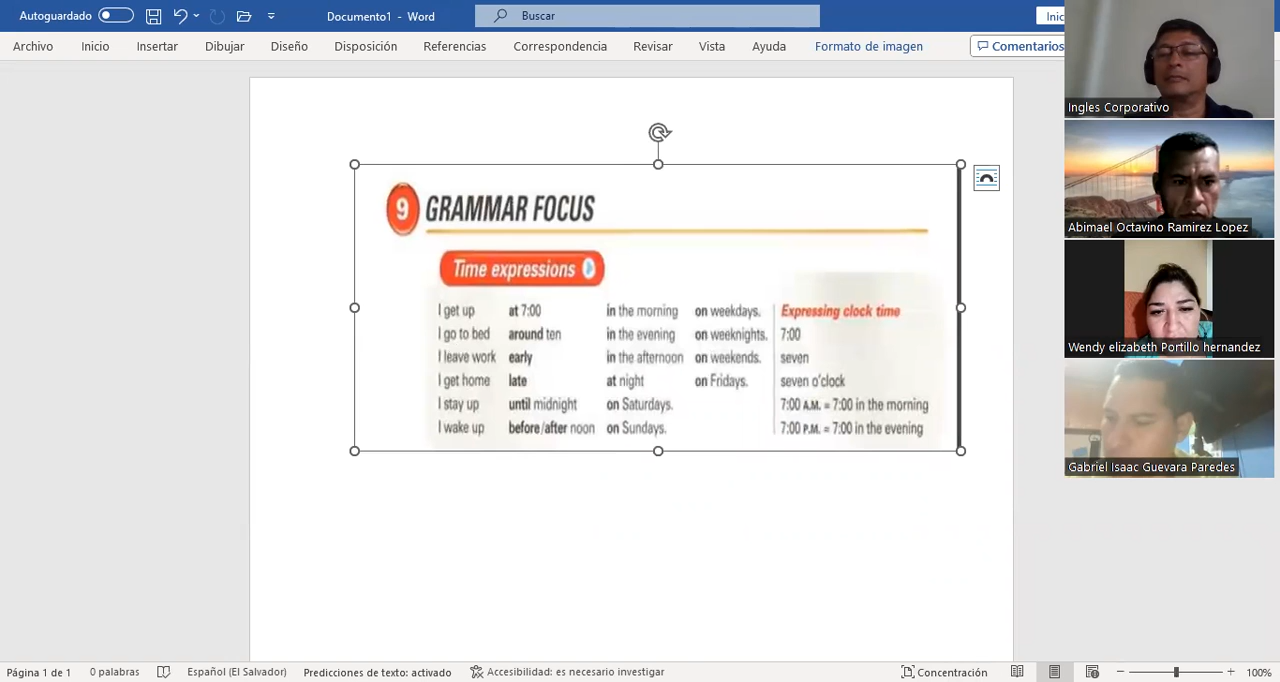 Autoguardado
Documento1 - Word
Buscar
Inic
Archivo Inicio Insertar Dibujar Diseño Disposición Referencias Correspondencia Revisar Vista Ayuda Formato de imagen Comentarios
Ingles Corporativo
Abimael Octavino Ramirez Lopez
Wendy elizabeth Portillo hernandez
Gabriel Isaac Guevara Paredes
9 GRAMMAR FOCUS
Time expressions
I get up at 7:00 in the morning on weekdays. Expressing clock time
I go to bed around ten in the evening on weeknights. 7:00
I leave work early in the afternoon on weekends. seven
I get home late at night on Fridays. seven o'clock
I stay up until midnight on Saturdays. 7:00 A.M. = 7:00 in the morning
I wake up before/after noon on Sundays. 7:00 P.M. = 7:00 in the evening
Página 1 de 1 0 palabras Español (El Salvador) Predicciones de texto: activado Accesibilidad: es necesario investigar Concentración 100%